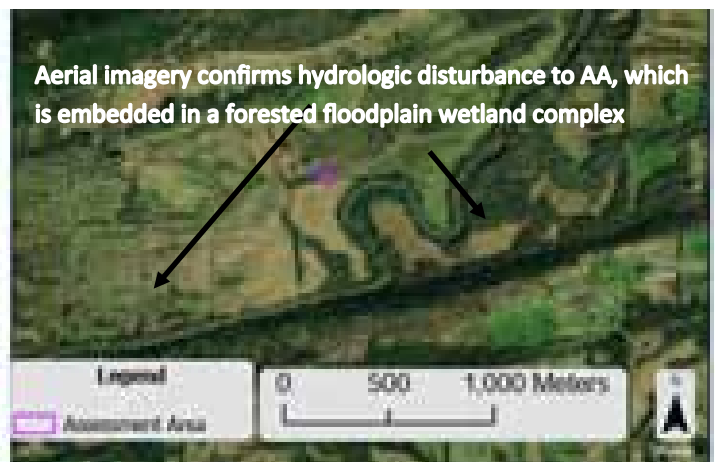 Aerial imagery confirms hydrologic disturbance to AA, which
is embedded in a forested floodplain wetland complex
Legend
Assessment Area
0 500 1,000 Meters
N